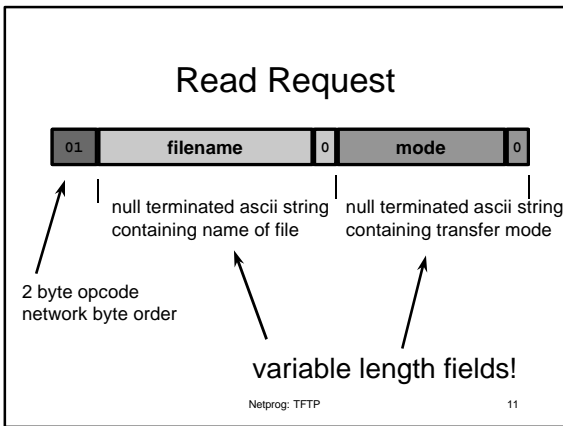 Read Request
01 filename 0 mode 0
null terminated ascii string
containing name of file
null terminated ascii string
containing transfer mode
2 byte opcode
network byte order
variable length fields!
Netprog: TFTP 11